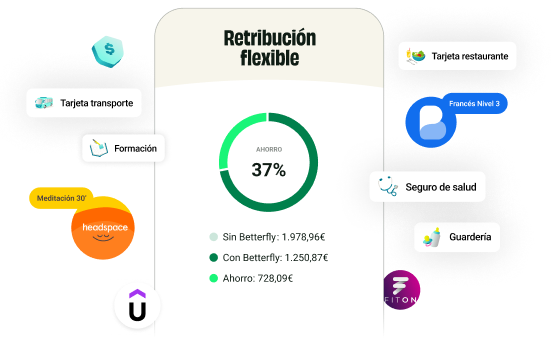 Retribución
flexible
$
Tarjeta restaurante
Tarjeta transporte
Francés Nivel 3
Formación
AHORRO
37%
Seguro de salud
Meditación 30'
headspace
Guardería
Sin Betterfly: 1.978,96€
Con Betterfly: 1.250,87€
Ahorro: 728,09€
FITON